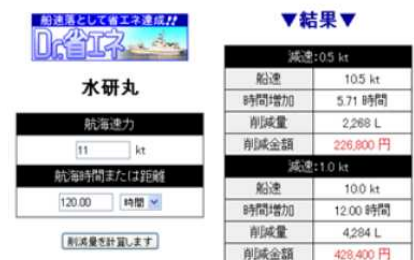 船速落として省エネ達成!!
Dr.省エネ
水研丸
航海速力
11 kt
航海時間または距離
120.00 時間
削減量を計算します
▼結果▼
減速:0.5 kt
船速 10.5 kt
時間増加 5.71 時間
削減量 2,268 L
削減金額 226,800 円
減速:1.0 kt
船速 10.0 kt
時間増加 12.00 時間
削減量 4,284 L
削減金額 428,400 円